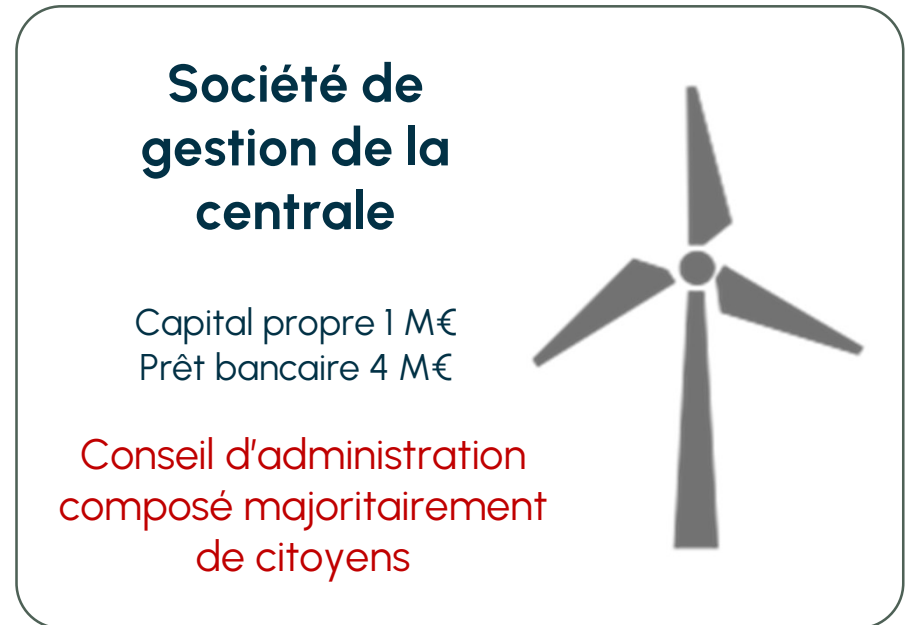 Société de
gestion de la
centrale
Capital propre 1 M€
Prêt bancaire 4 M€
Conseil d’administration
composé majoritairement
de citoyens